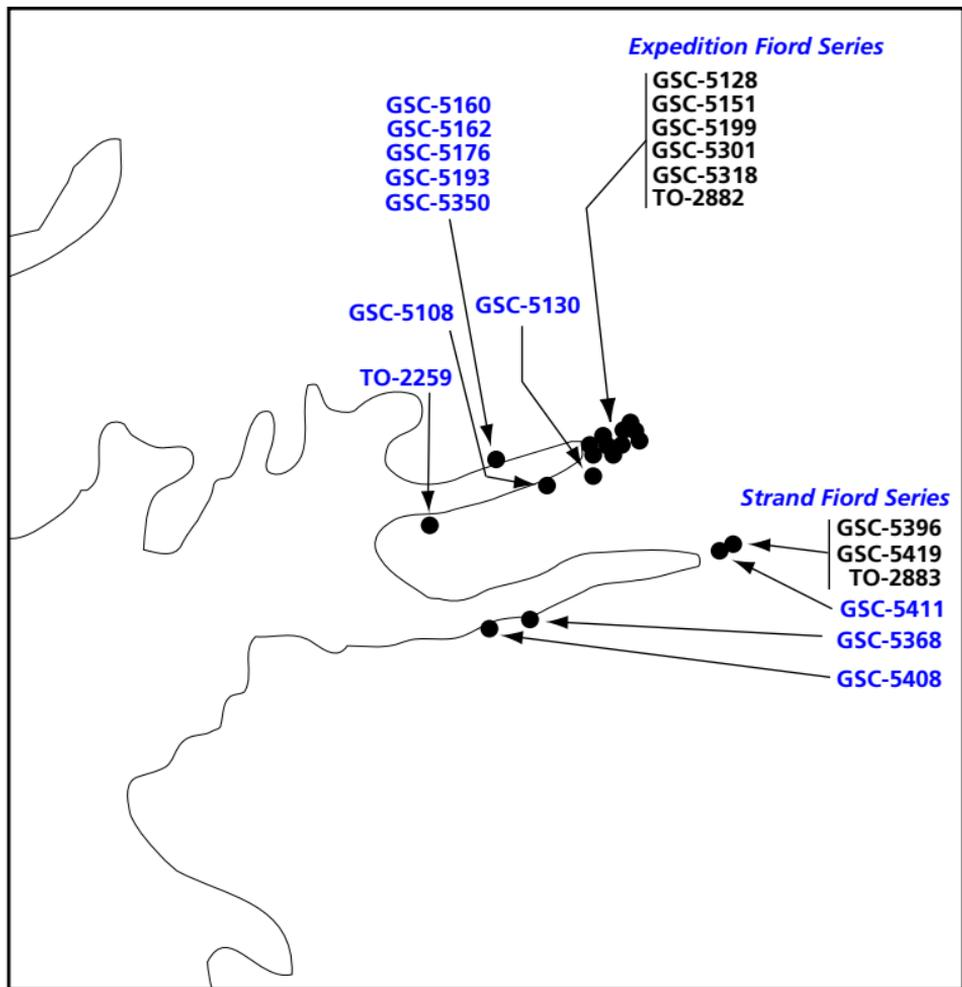 Expedition Fiord Series
GSC-5128
GSC-5151
GSC-5199
GSC-5301
GSC-5318
TO-2882
GSC-5160
GSC-5162
GSC-5176
GSC-5193
GSC-5350
GSC-5130
GSC-5108
TO-2259
Strand Fiord Series
GSC-5396
GSC-5419
TO-2883
GSC-5411
GSC-5368
GSC-5408